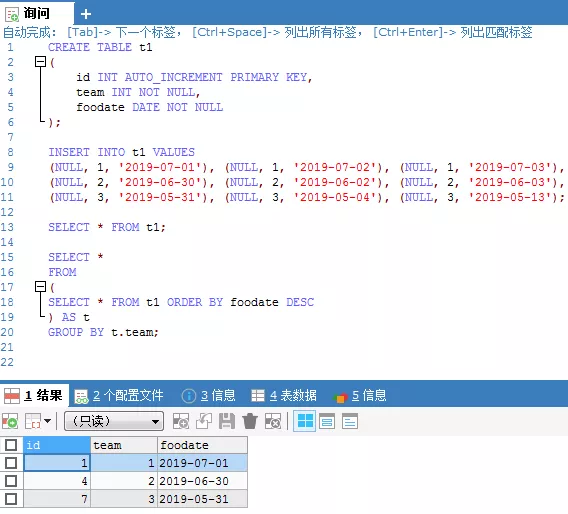 询问
自动完成: [Tab]-> 下一个标签, [Ctrl+Space]-> 列出所有标签, [Ctrl+Enter]-> 列出匹配标签
1 CREATE TABLE t1
2 (
3 id INT AUTO_INCREMENT PRIMARY KEY,
4 team INT NOT NULL,
5 foodate DATE NOT NULL
6 );
7
8 INSERT INTO t1 VALUES
9 (NULL, 1, '2019-07-01'), (NULL, 1, '2019-07-02'), (NULL, 1, '2019-07-03'),
10 (NULL, 2, '2019-06-30'), (NULL, 2, '2019-06-02'), (NULL, 2, '2019-06-03'),
11 (NULL, 3, '2019-05-31'), (NULL, 3, '2019-05-04'), (NULL, 3, '2019-05-13');
12
13 SELECT * FROM t1;
14
15 SELECT *
16 FROM
17 (
18 SELECT * FROM t1 ORDER BY foodate DESC
19 ) AS t
20 GROUP BY t.team;
21
22
1 结果 2 个配置文件 3 信息 4 表数据 5 信息
(只读)
id team foodate
1 1 2019-07-01
4 2 2019-06-30
7 3 2019-05-31